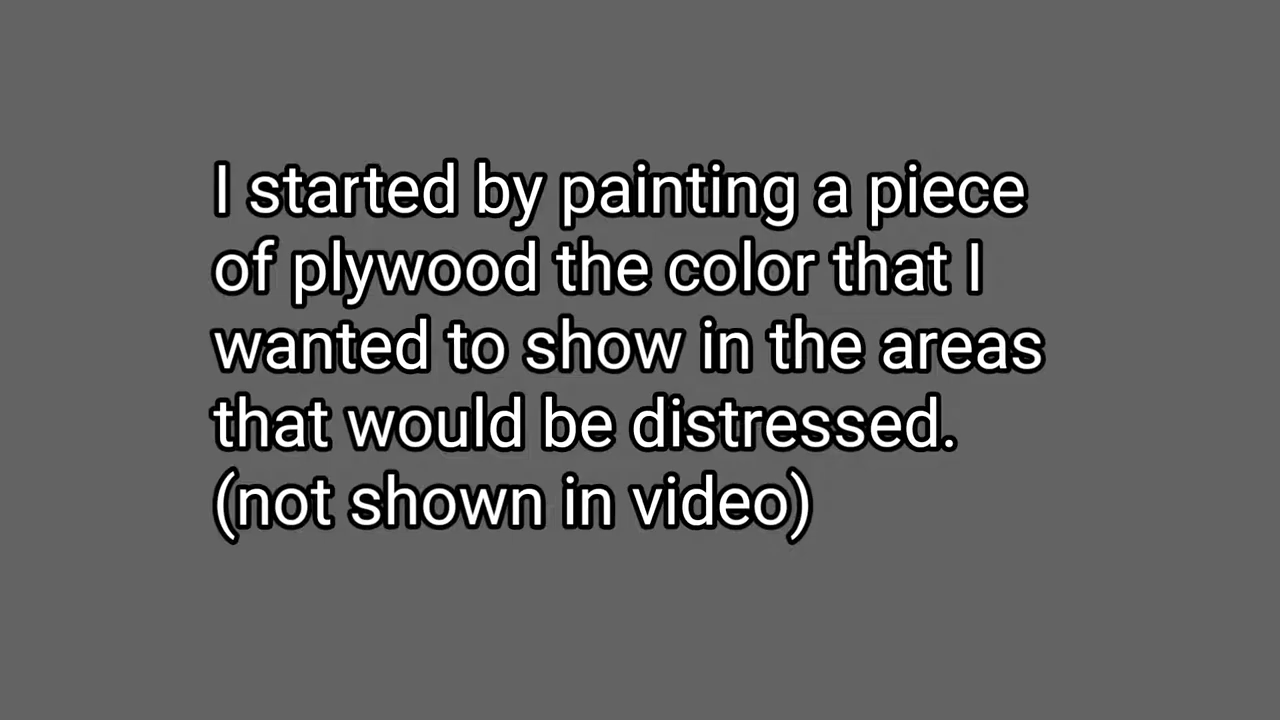 I started by painting a piece
of plywood the color that I
wanted to show in the areas
that would be distressed.
(not shown in video)